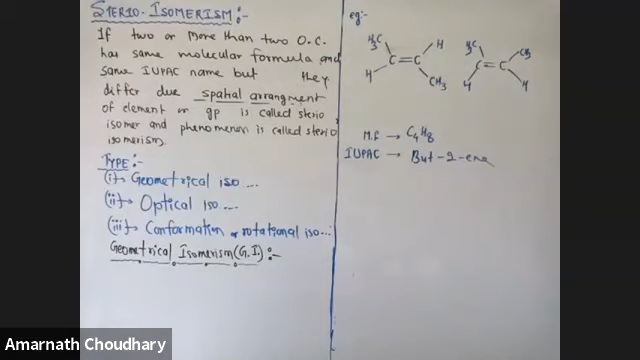 STERIO-ISOMERISM:-
If two or more than two O.C.
has same molecular formula and
same IUPAC name but they
differ due spatial arrangment
of element or gp is called sterio
isomer and phenomenon is called sterio
isomerism.
TYPE:-
(i)→ Geometrical iso...
(ii)→ Optical iso....
(iii)→ Conformation or rotational iso...
Geometrical Isomerism (G.I):-
eg:-
H₃C H
C=C
H CH₃
H₃C CH₃
C=C
H H
M.F → C₄H₈
IUPAC → But-2-ene
Amarnath Choudhary